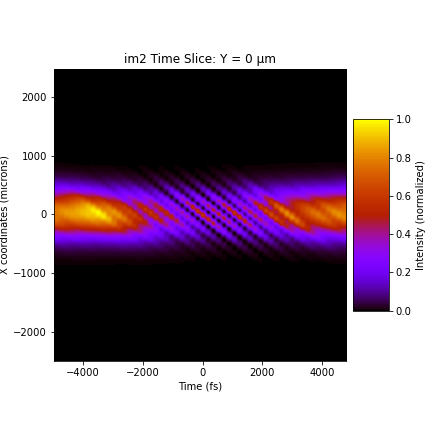 im2 Time Slice: Y = 0 µm
X coordinates (microns)
2000
1000
0
−1000
−2000
−4000 −2000 0 2000 4000
Time (fs)
1.0
0.8
0.6
0.4
0.2
0.0
Intensity (normalized)